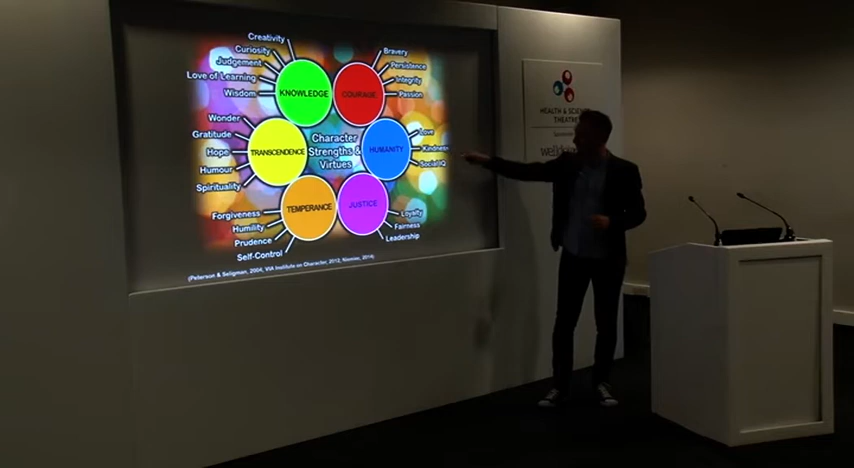 Creativity
Curiosity
Judgement
Love of Learning
Wisdom
KNOWLEDGE
COURAGE
Bravery
Persistence
Integrity
Passion
Wonder
Gratitude
Hope
Humour
Spirituality
TRANSCENDENCE
Character
Strengths &
Virtues
HUMANITY
Love
Kindness
Social IQ
Forgiveness
Humility
Prudence
Self-Control
TEMPERANCE
JUSTICE
Loyalty
Fairness
Leadership
(Peterson & Seligman, 2004, VIA Institute on Character, 2012, Niemiec, 2014)
HEALTH & SCIENCE
THEATRE